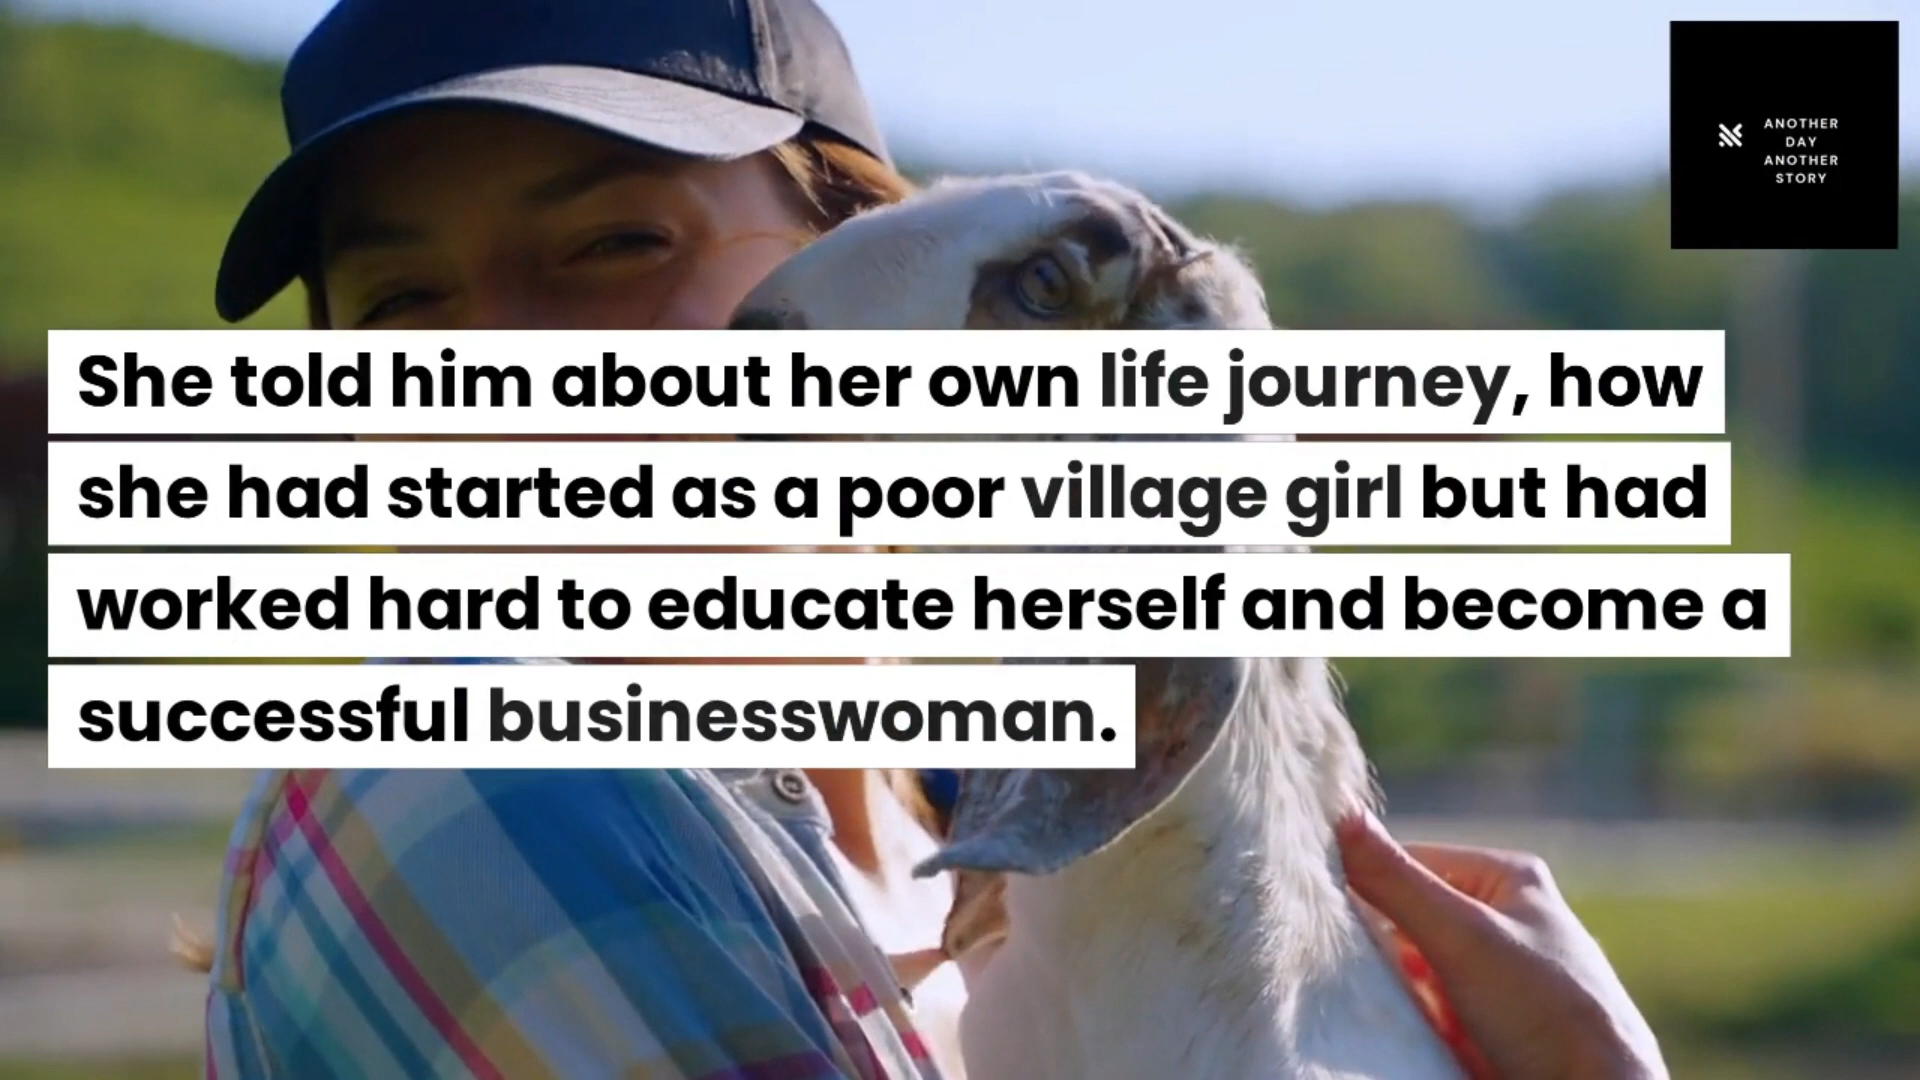 ANOTHER
DAY
ANOTHER
STORY
She told him about her own life journey, how
she had started as a poor village girl but had
worked hard to educate herself and become a
successful businesswoman.